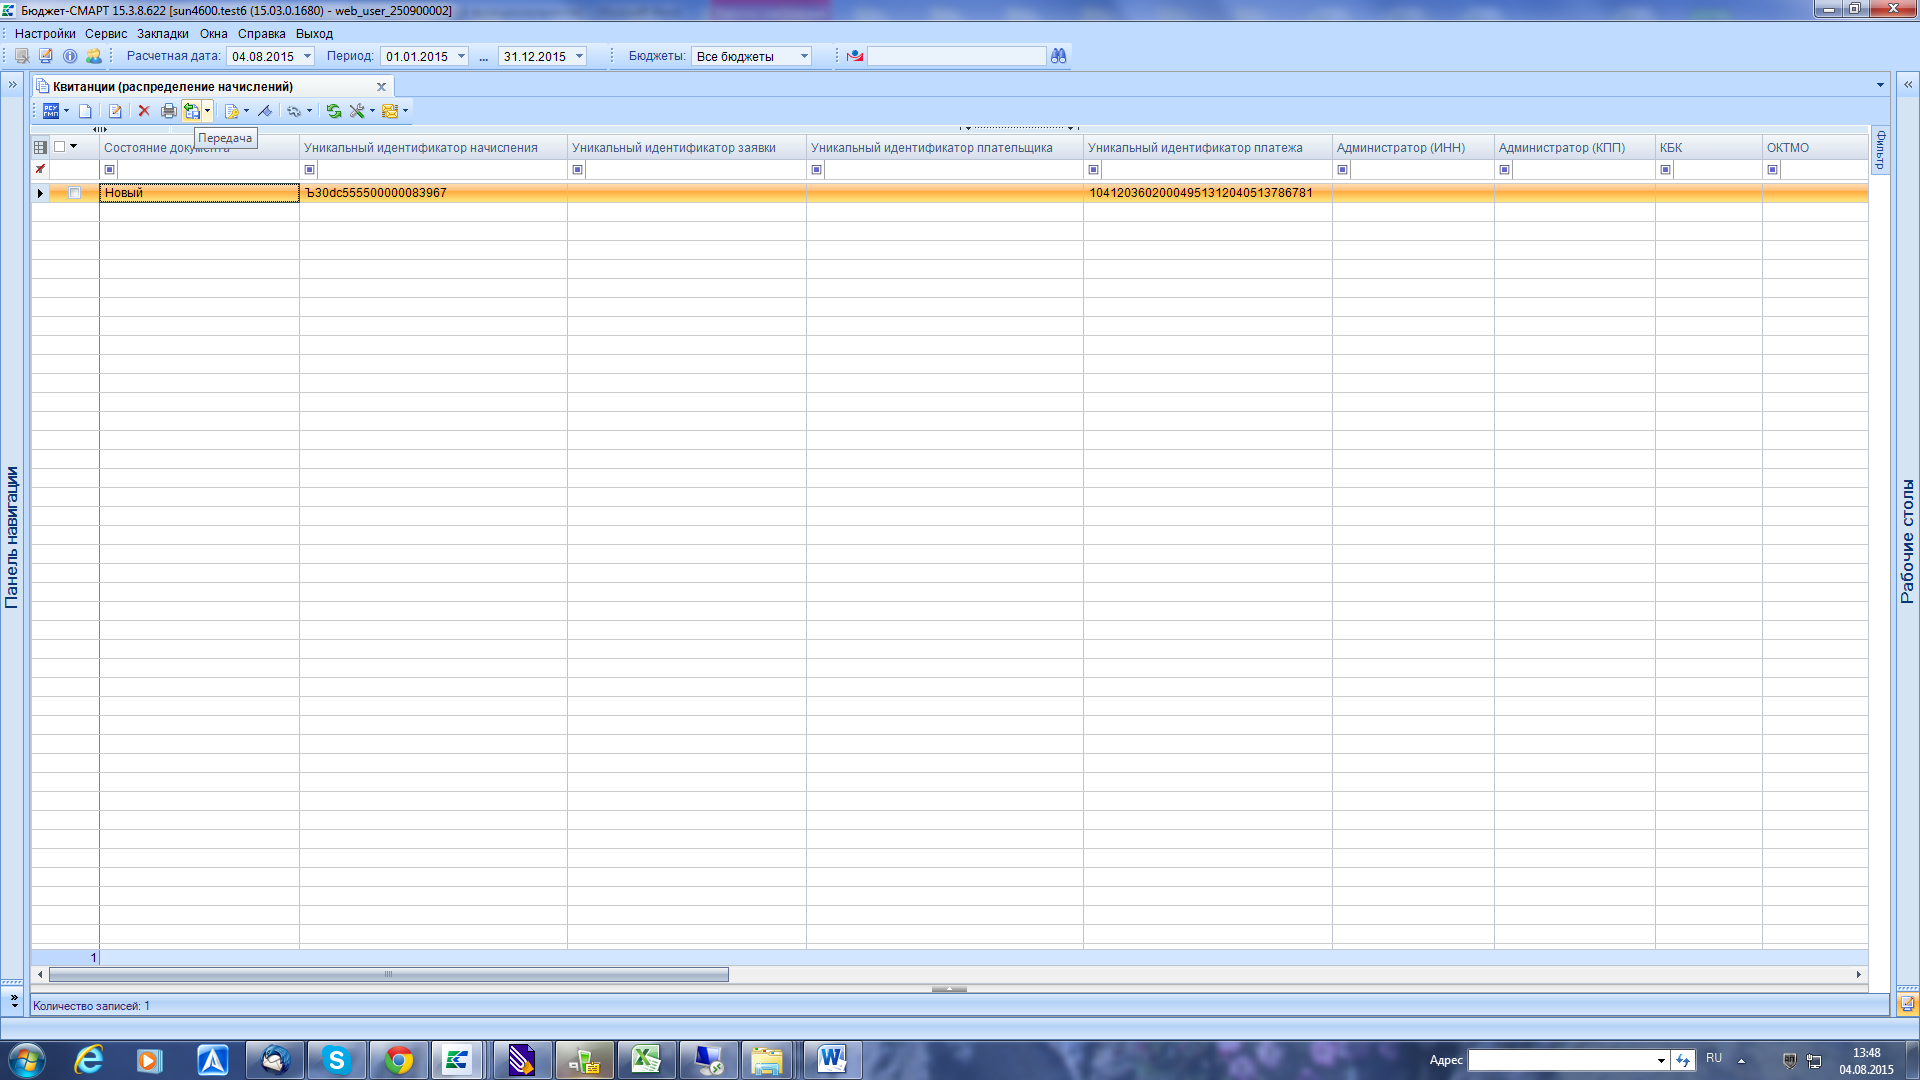 Бюджет-СМАРТ 15.3.8.622 [sun4600.test6 (15.03.0.1680) - web_user_250900002]
Настройки Сервис Закладки Окна Справка Выход
Расчетная дата: 04.08.2015 Период: 01.01.2015 ... 31.12.2015 Бюджеты: Все бюджеты
Квитанции (распределение начислений)
Передача
Состояние документа Уникальный идентификатор начисления Уникальный идентификатор заявки Уникальный идентификатор плательщика Уникальный идентификатор платежа Администратор (ИНН) Администратор (КПП) КБК ОКТМО
Фильтр
Новый Ъ30dc555500000083967 10412036020004951312040513786781
Панель навигации
Рабочие столы
1
Количество записей: 1
Адрес RU 13:48
04.08.2015